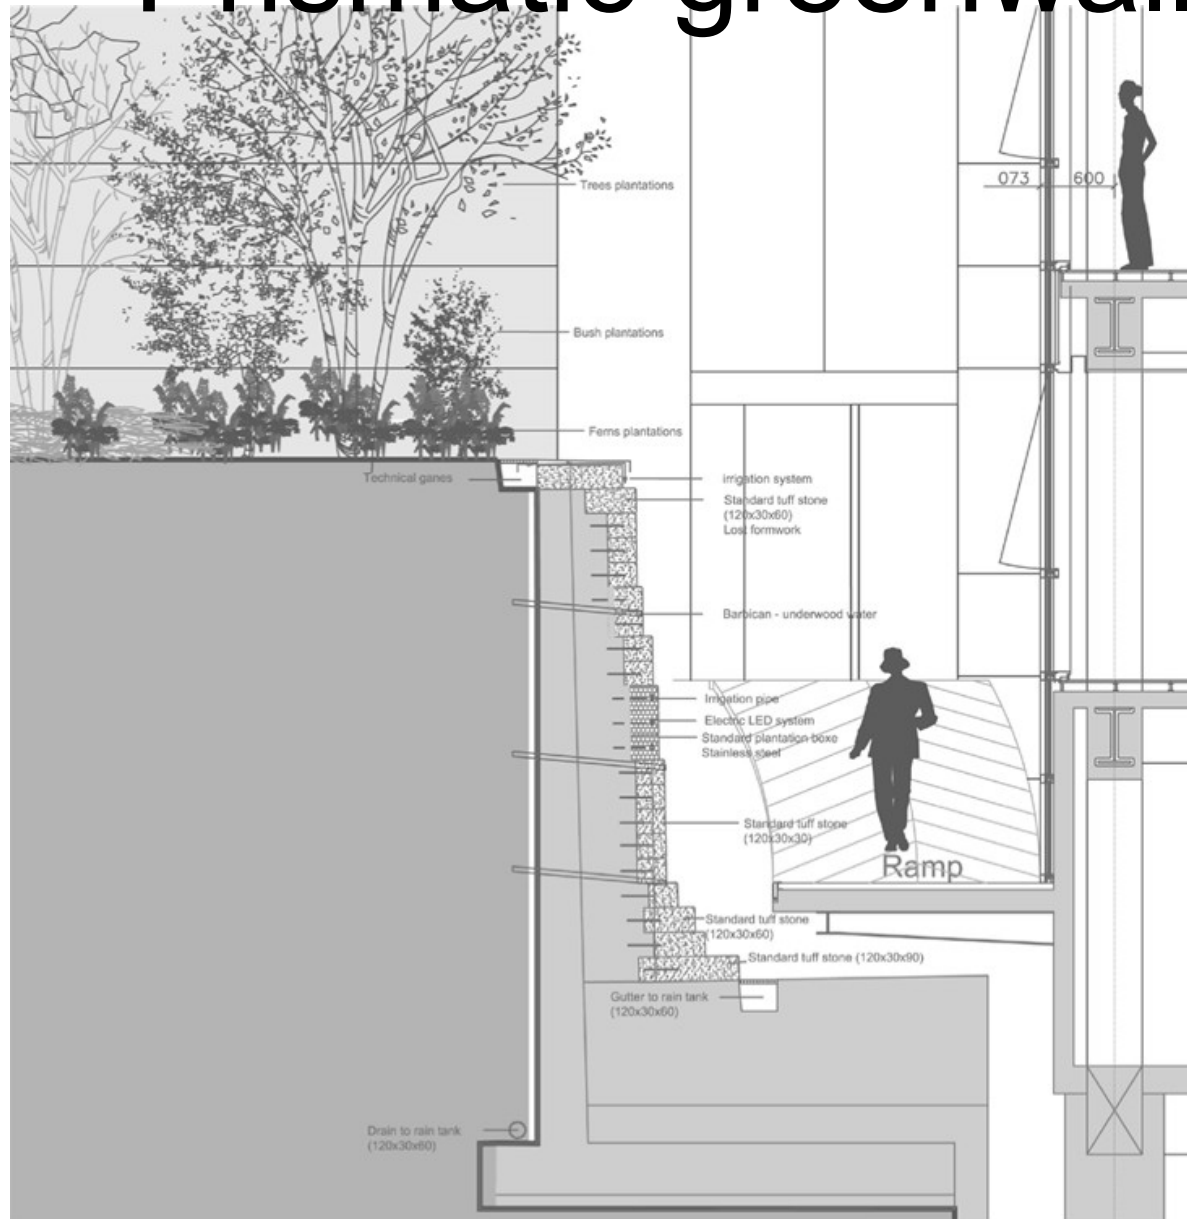 Prismatic greenwall
073
600
Trees plantations
Bush plantations
Ferns plantations
Technical ganes
irrigation system
Standard tuff stone
(120x30x60)
Lost formwork
Barbican - underwood water
Irrigation pipe
Electric LED system
Standard plantation boxe
Stainless steel
Standard tuff stone
(120x30x30)
Ramp
Standard tuff stone
(120x30x60)
Standard tuff stone (120x30x90)
Gutter to rain tank
(120x30x60)
Drain to rain tank
(120x30x60)